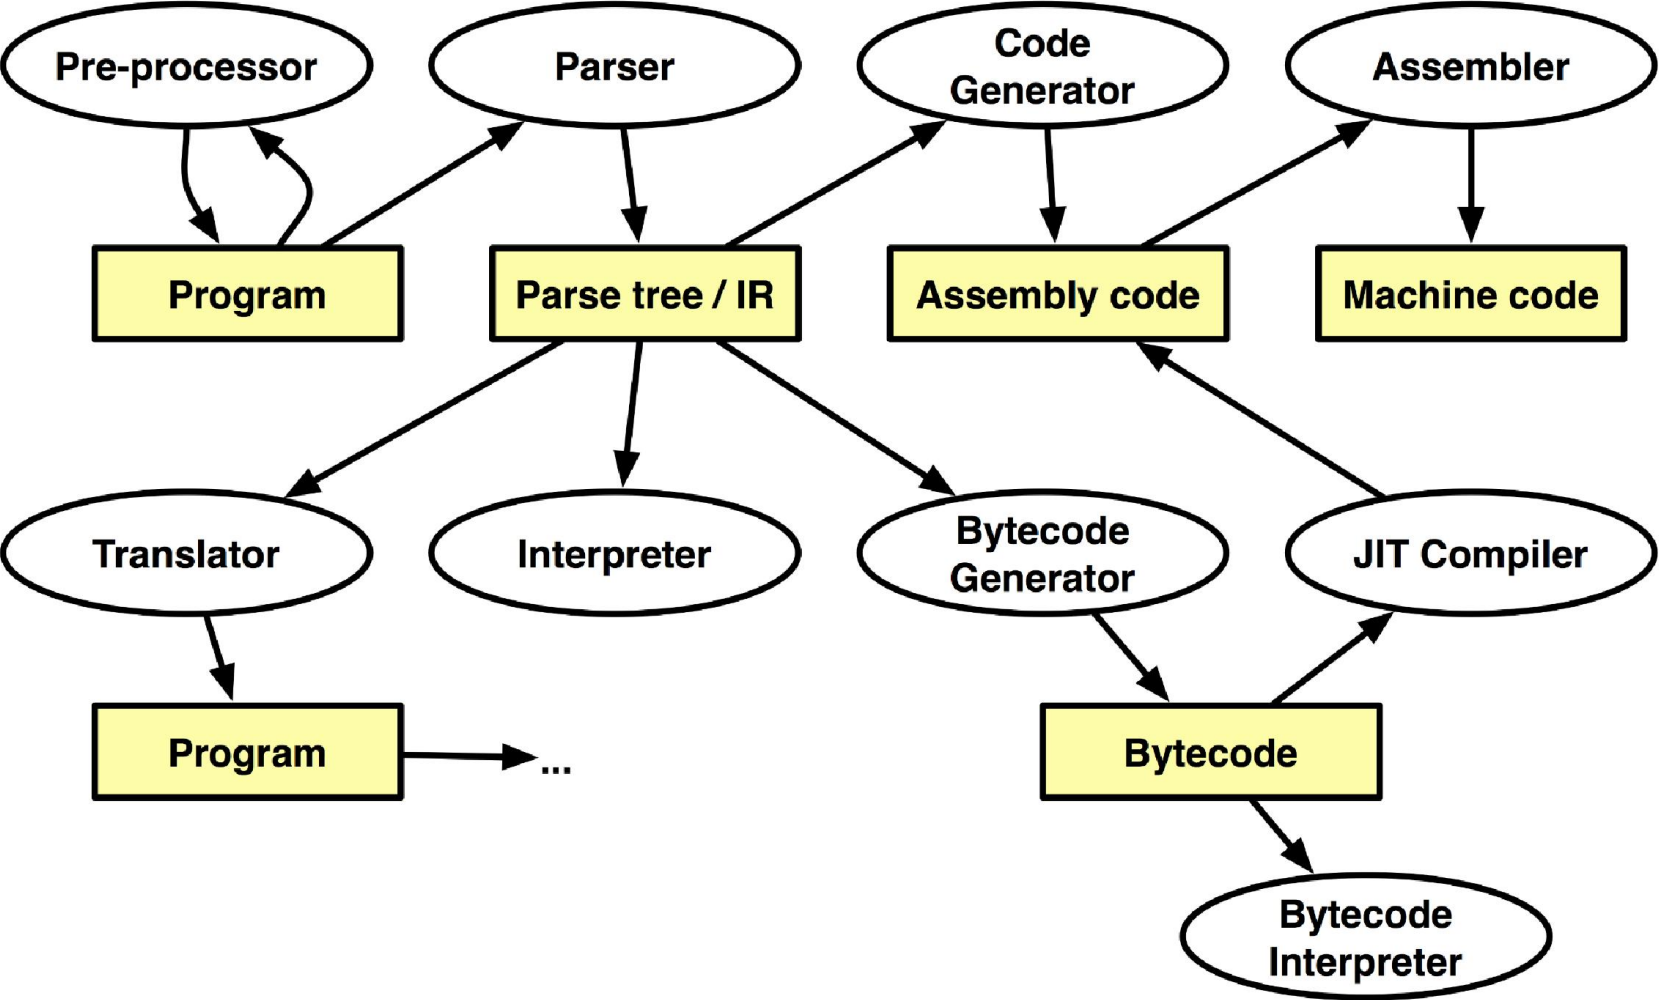 Pre-processor
Parser
Code
Generator
Assembler
Program
Parse tree / IR
Assembly code
Machine code
Translator
Interpreter
Bytecode
Generator
JIT Compiler
Program
...
Bytecode
Bytecode
Interpreter